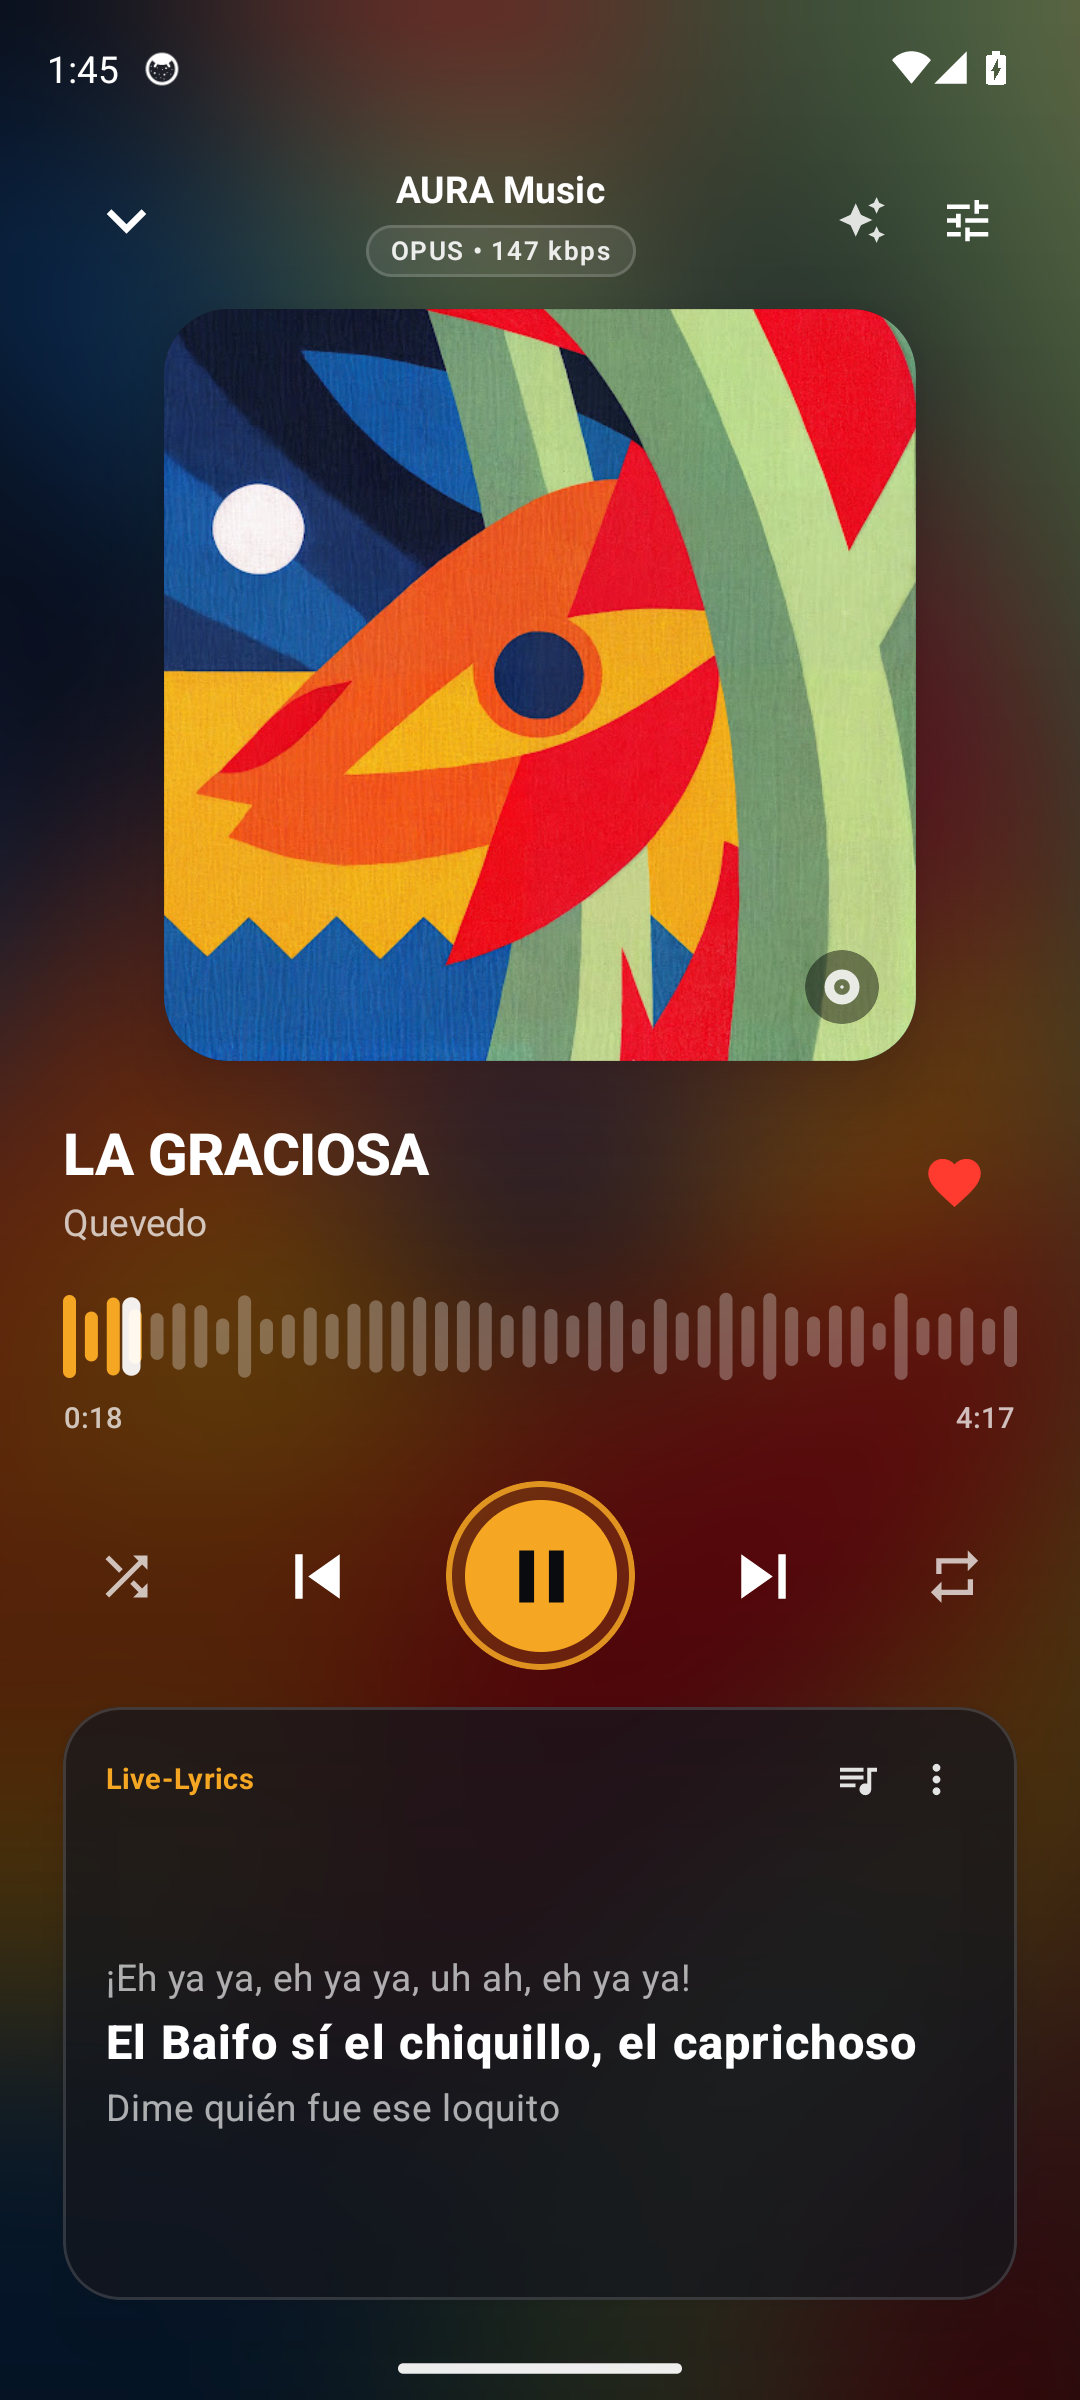 1:45
AURA Music
OPUS • 147 kbps
LA GRACIOSA
Quevedo
0:18
4:17
Live-Lyrics
¡Eh ya ya, eh ya ya, uh ah, eh ya ya!
El Baifo sí el chiquillo, el caprichoso
Dime quién fue ese loquito